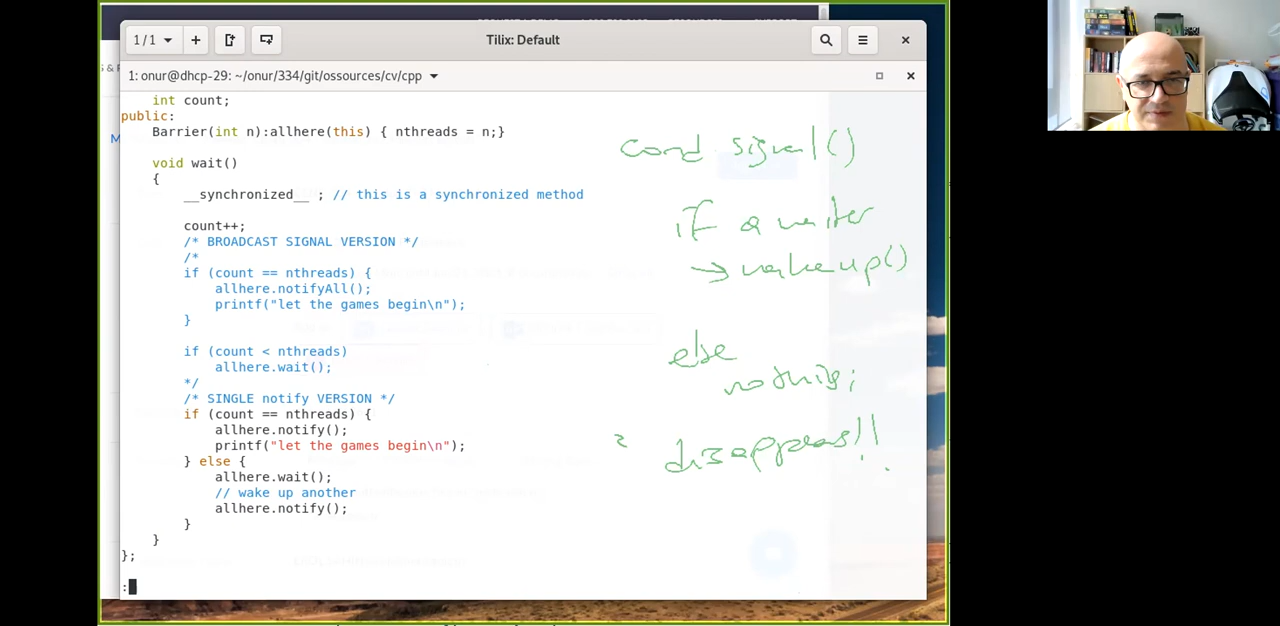 1/1
Tilix: Default
1: onur@dhcp-29: ~/onur/334/git/ossources/cv/cpp
    int count;
public:
    Barrier(int n):allhere(this) { nthreads = n;}
    void wait()
    {
        __synchronized__ ; // this is a synchronized method
        count++;
        /* BROADCAST SIGNAL VERSION */
        /*
        if (count == nthreads) {
            allhere.notifyAll();
            printf("let the games begin\n");
        }
        if (count < nthreads)
            allhere.wait();
        */
        /* SINGLE notify VERSION */
        if (count == nthreads) {
            allhere.notify();
            printf("let the games begin\n");
        } else {
            allhere.wait();
            // wake up another
            allhere.notify();
        }
    }
};
:
cond signal()
if a waiter
→ wakeup()
else
nothing;
disappears!!